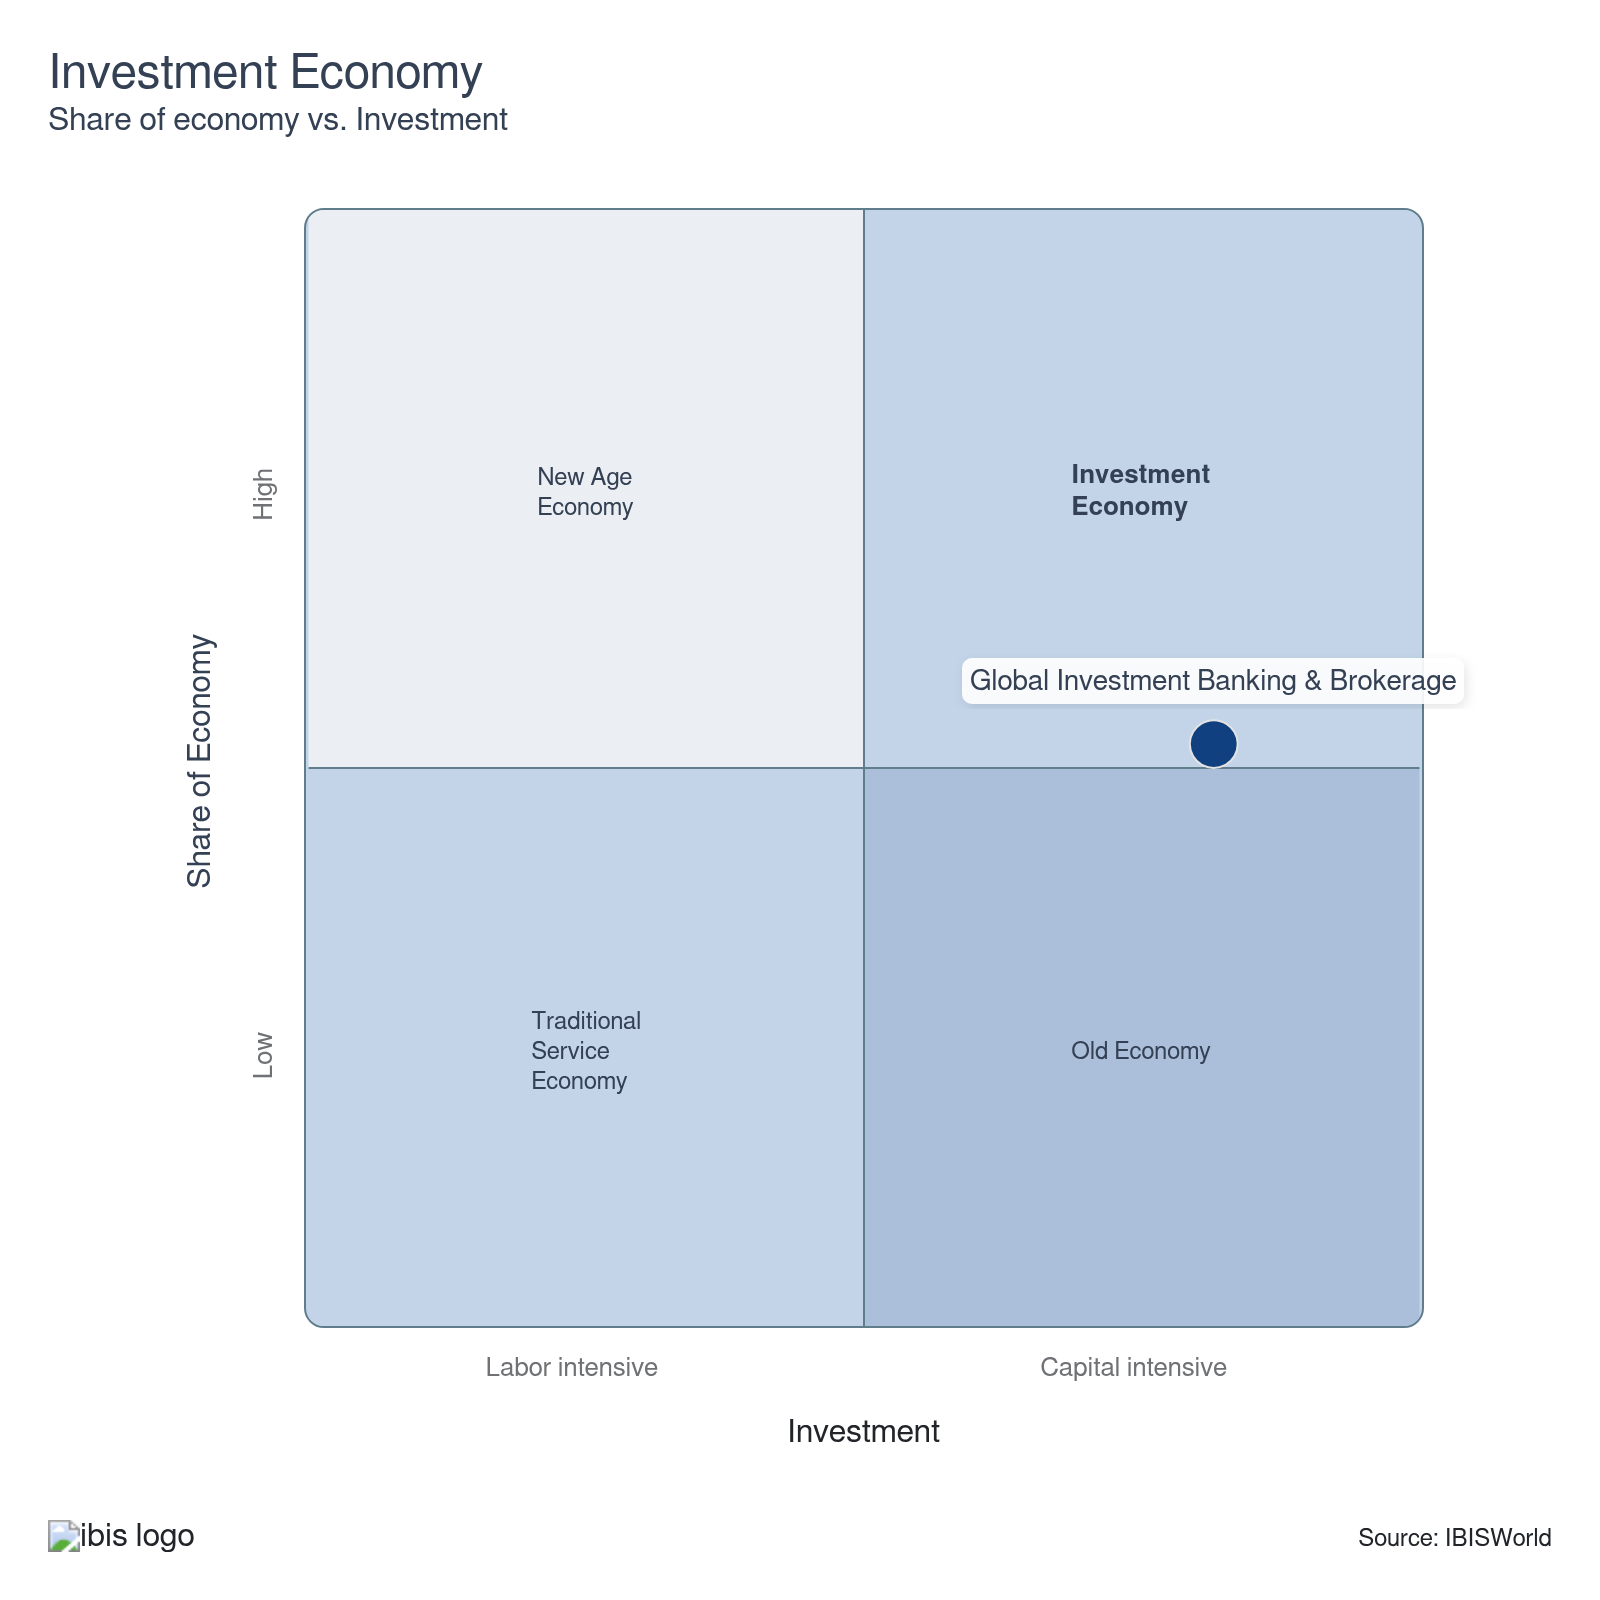 Investment Economy
Share of economy vs. Investment
New Age
Economy
Investment
Economy
High
Global Investment Banking & Brokerage
Share of Economy
Traditional
Service
Economy
Old Economy
Low
Labor intensive
Capital intensive
Investment
ibis logo
Source: IBISWorld